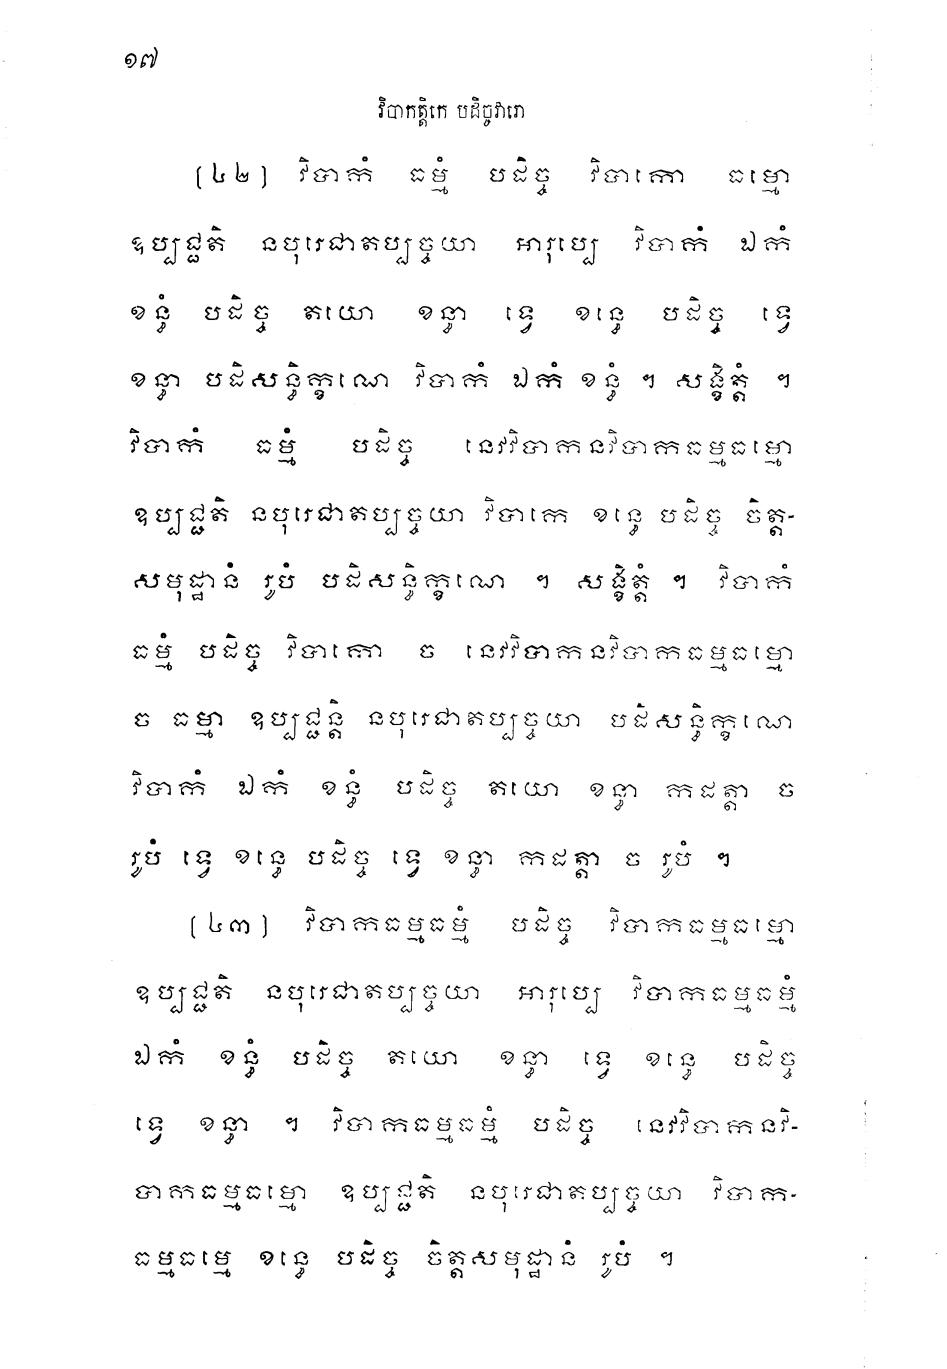 ១៧
វិបាកត្តិកេ បដិច្ចវារោ
(៤២) វិបាកំ ធម្មំ បដិច្ច វិបាកោ ធម្មោ
ឧប្បជ្ជតិ នបុរេជាតប្បច្ចយា អារុប្បេ វិបាកំ ឯកំ
ខន្ធំ បដិច្ច តយោ ខន្ធា ទ្វេ ខន្ធេ បដិច្ច ទ្វេ
ខន្ធា បដិសន្ធិក្ខណេ វិបាកំ ឯកំ ខន្ធំ ។ សង្ខិត្តំ ។
វិបាកំ ធម្មំ បដិច្ច នេវវិបាកនវិបាកធម្មធម្មោ
ឧប្បជ្ជតិ នបុរេជាតប្បច្ចយា វិបាកេ ខន្ធេ បដិច្ច ចិត្ត-
សមុដ្ឋានំ រូបំ បដិសន្ធិក្ខណេ ។ សង្ខិត្តំ ។ វិបាកំ
ធម្មំ បដិច្ច វិបាកោ ច នេវវិបាកនវិបាកធម្មធម្មោ
ច ធម្មា ឧប្បជ្ជន្តិ នបុរេជាតប្បច្ចយា បដិសន្ធិក្ខណេ
វិបាកំ ឯកំ ខន្ធំ បដិច្ច តយោ ខន្ធា កដត្តា ច
រូបំ ទ្វេ ខន្ធេ បដិច្ច ទ្វេ ខន្ធា កដត្តា ច រូបំ ។
(៤៣) វិបាកធម្មធម្មំ បដិច្ច វិបាកធម្មធម្មោ
ឧប្បជ្ជតិ នបុរេជាតប្បច្ចយា អារុប្បេ វិបាកធម្មធម្មំ
ឯកំ ខន្ធំ បដិច្ច តយោ ខន្ធា ទ្វេ ខន្ធេ បដិច្ច
ទ្វេ ខន្ធា ។ វិបាកធម្មធម្មំ បដិច្ច នេវវិបាកនវិ-
បាកធម្មធម្មោ ឧប្បជ្ជតិ នបុរេជាតប្បច្ចយា វិបាក-
ធម្មធម្មេ ខន្ធេ បដិច្ច ចិត្តសមុដ្ឋានំ រូបំ ។